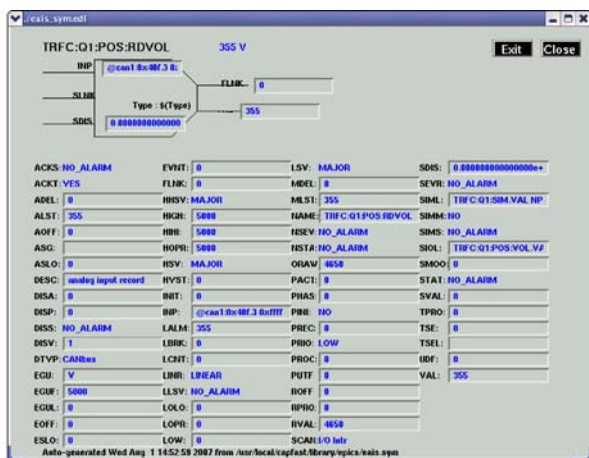 ./eais_sym.edl
TRFC:Q1:POS:RDVOL 355 V Exit Close
INP @can1:0x40f.3 0:
FLNK 0
SLNK
Type : $(Type) 355
SDIS 0.0000000000000
ACKS: NO_ALARM EVNT: 0 LSV: MAJOR SDIS: 0.000000000000000e+
ACKT: YES FLNK: 0 MDEL: 0 SEVR: NO_ALARM
ADEL: 0 HHSV: MAJOR MLST: 355 SIML: TRFC:Q1:SIM.VAL NP
ALST: 355 HIGH: 5000 NAME: TRFC:Q1:POS:RDVOL SIMM: NO
AOFF: 0 HIHI: 5000 NSEV: NO_ALARM SIMS: NO_ALARM
ASG: HOPR: 5000 NSTA: NO_ALARM SIOL: TRFC:Q1:POS:VOL.VA
ASLO: 0 HSV: MAJOR ORAW 4650 SMOO: 0
DESC: analog input record HYST: 0 PACT: 0 STAT: NO_ALARM
DISA: 0 INIT: 0 PHAS: 0 SVAL: 0
DISP: 0 INP: @can1:0x40f.3 0xffff PINI: NO TPRO: 0
DISS: NO_ALARM LALM: 355 PREC: 0 TSE: 0
DISV: 1 LBRK: 0 PRIO: LOW TSEL:
DTYP: CANbus LCNT: 0 PROC: 0 UDF: 0
EGU: V LINR: LINEAR PUTF 0 VAL: 355
EGUF: 5000 LLSV: NO_ALARM ROFF 0
EGUL: 0 LOLO: 0 RPRO: 0
EOFF: 0 LOPR: 0 RVAL: 4650
ESLO: 0 LOW: 0 SCAN: I/O Intr
Auto-generated Wed Aug 1 14:52:59 2007 from /usr/local/capfast/library/epics/eais.sym